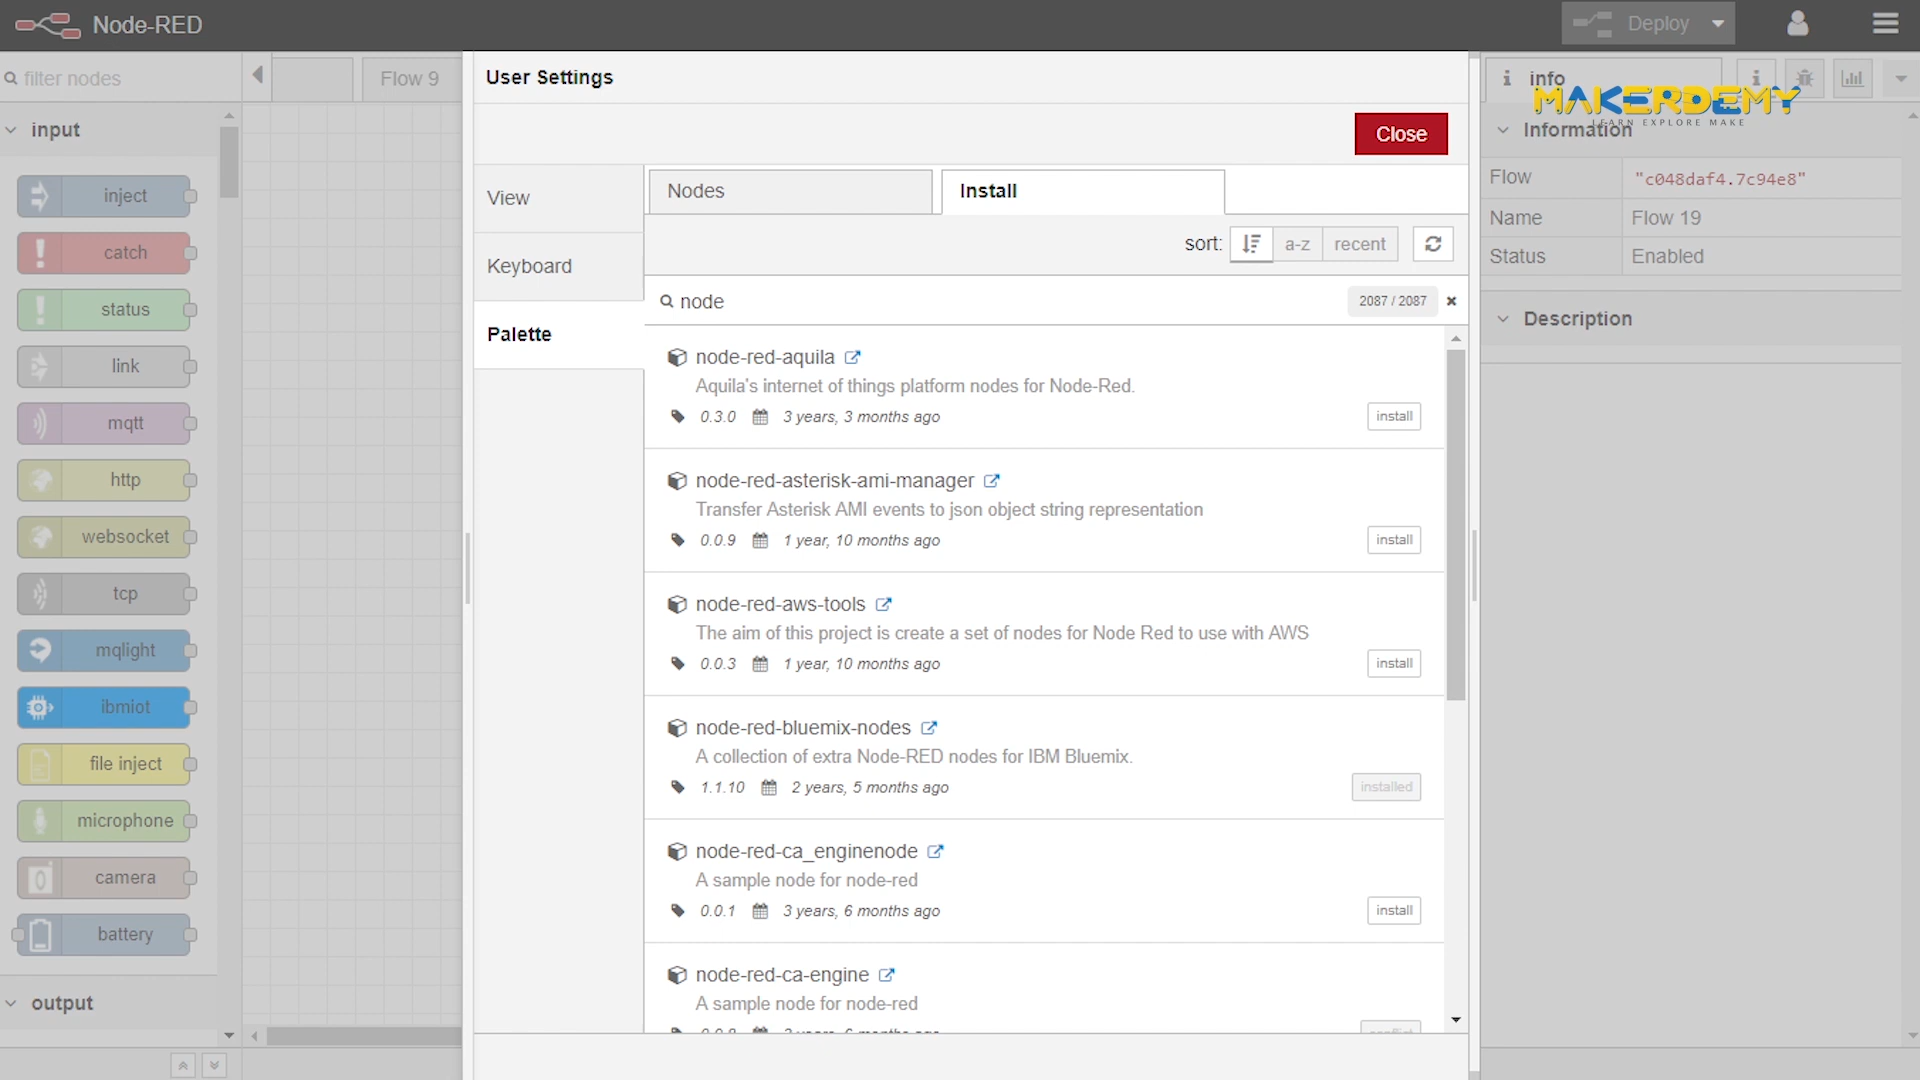 Node-RED
Deploy
filter nodes
Flow 9
User Settings
info
MAKERDEMY
LEARN EXPLORE MAKE
input
Close
Information
View
Nodes
Install
Flow
"c048daf4.7c94e8"
inject
Name
Flow 19
catch
sort:
a-z
recent
Status
Enabled
Keyboard
status
node
2087 / 2087
Description
Palette
link
node-red-aquila
Aquila's internet of things platform nodes for Node-Red.
0.3.0
3 years, 3 months ago
install
mqtt
http
node-red-asterisk-ami-manager
Transfer Asterisk AMI events to json object string representation
0.0.9
1 year, 10 months ago
install
websocket
tcp
node-red-aws-tools
The aim of this project is create a set of nodes for Node Red to use with AWS
0.0.3
1 year, 10 months ago
install
mqlight
ibmiot
node-red-bluemix-nodes
A collection of extra Node-RED nodes for IBM Bluemix.
1.1.10
2 years, 5 months ago
installed
file inject
microphone
node-red-ca_enginenode
A sample node for node-red
0.0.1
3 years, 6 months ago
install
camera
battery
node-red-ca-engine
A sample node for node-red
output